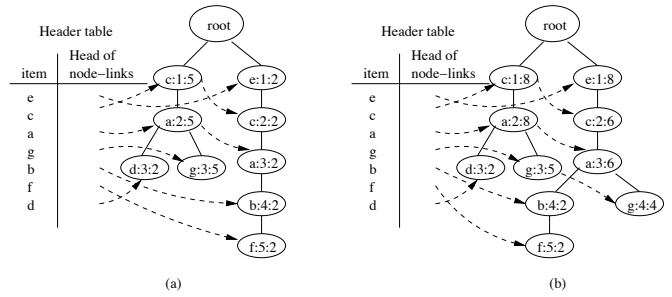 Header table
item
Head of
node−links
e
c
a
g
b
f
d
root
c:1:5
e:1:2
a:2:5
c:2:2
d:3:2
g:3:5
a:3:2
b:4:2
f:5:2
(a)
Header table
item
Head of
node−links
e
c
a
g
b
f
d
root
c:1:8
e:1:8
a:2:8
c:2:6
d:3:2
g:3:5
a:3:6
b:4:2
g:4:4
f:5:2
(b)